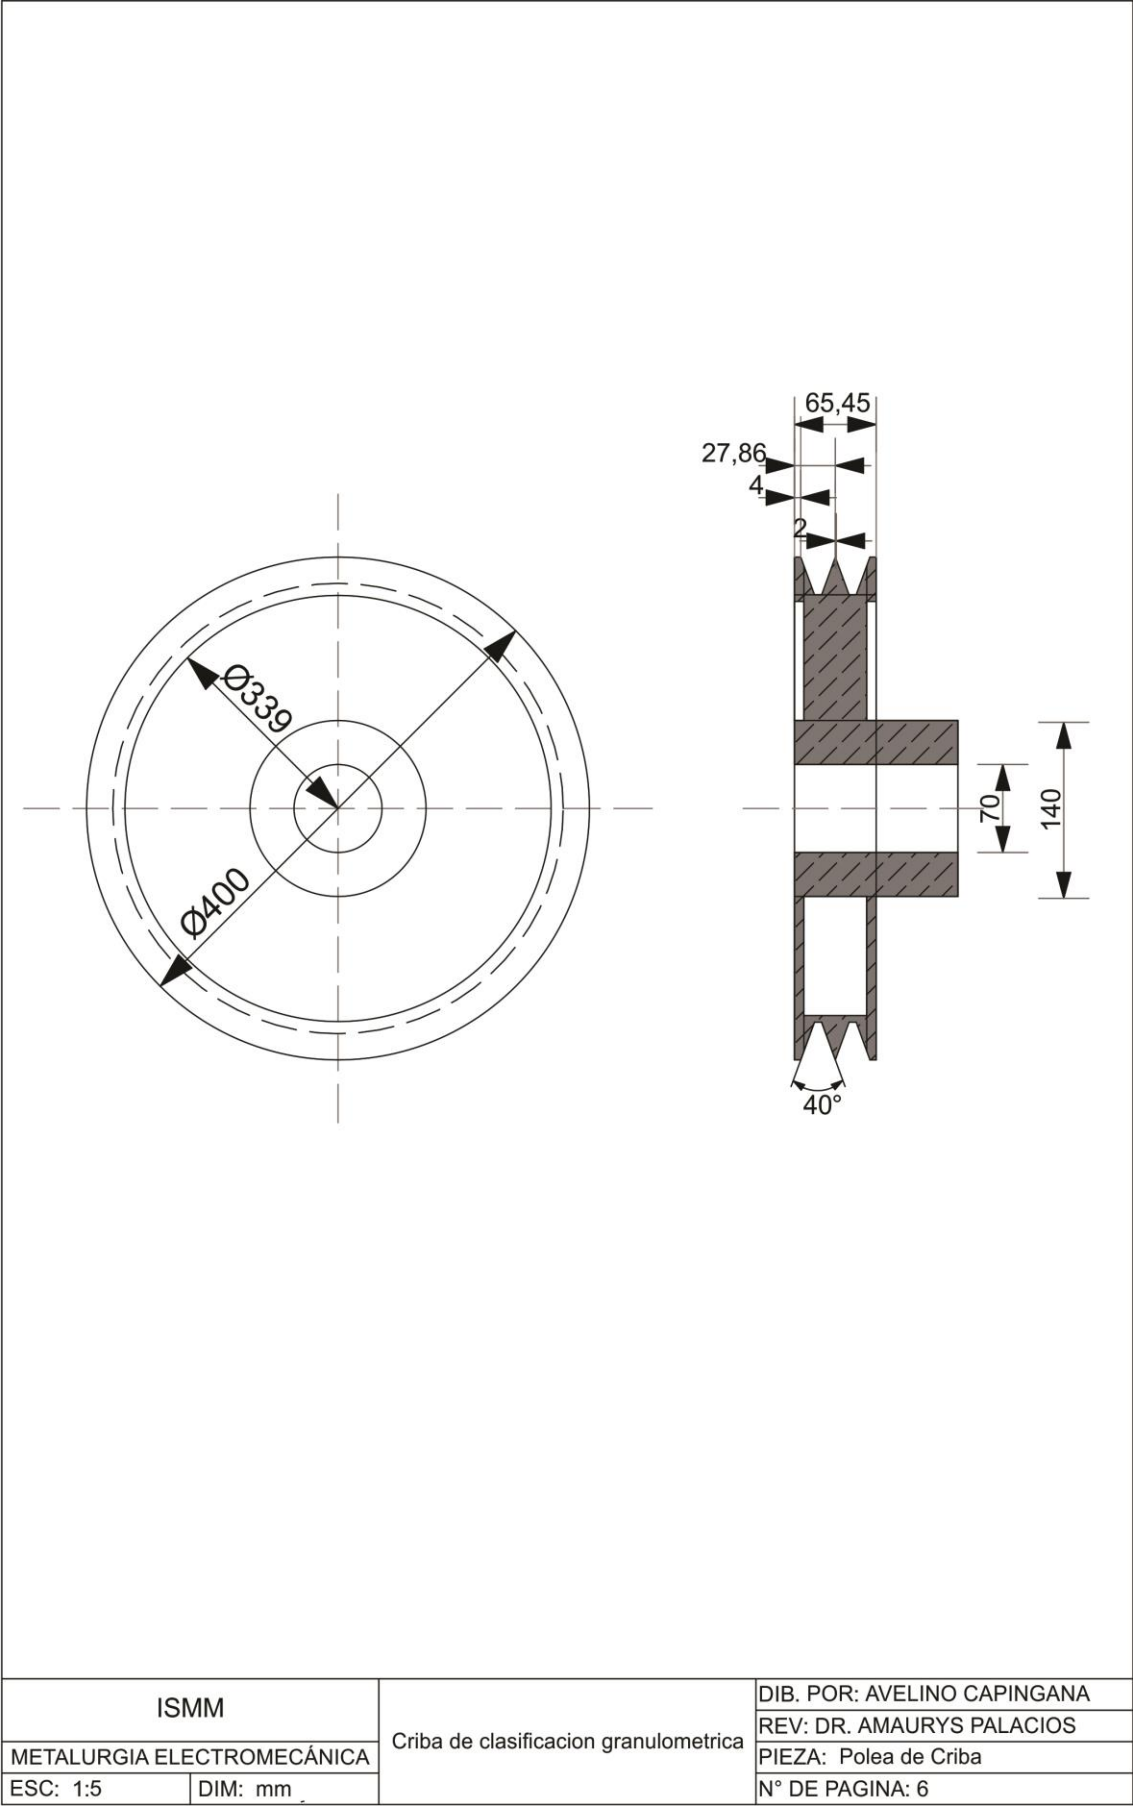 65,45
27,86
4
2
Ø339
Ø400
70
140
40°
ISMM
METALURGIA ELECTROMECÁNICA
ESC: 1:5
DIM: mm
Criba de clasificacion granulometrica
DIB. POR: AVELINO CAPINGANA
REV: DR. AMAURYS PALACIOS
PIEZA: Polea de Criba
N° DE PAGINA: 6